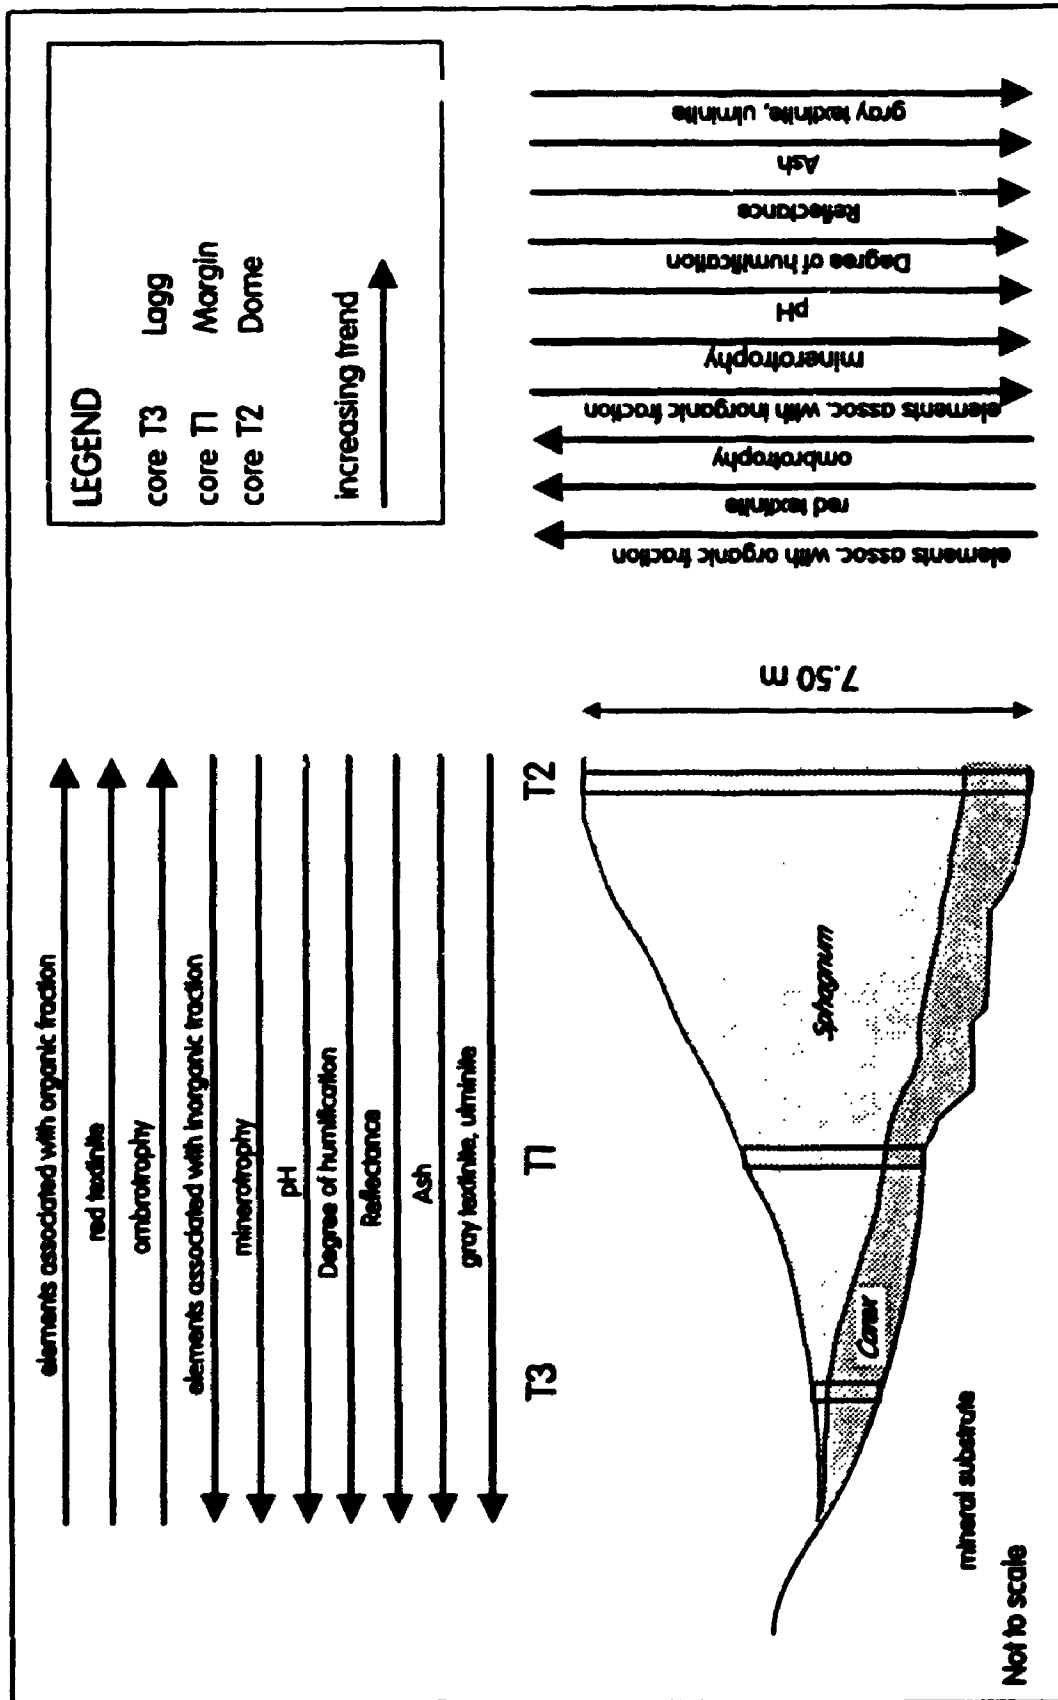 elements associated with organic fraction
red textinite
ombrotrophy
elements associated with inorganic fraction
minerotrophy
pH
Degree of humification
Reflectance
Ash
gray textinite, ulminite
LEGEND
core T3 Lagg
core T1 Margin
core T2 Dome
increasing trend
T3
T1
T2
Sphagnum
Carex
mineral substrate
Not to scale
7.50 m
elements assoc. with organic fraction
red textinite
ombrotrophy
elements assoc. with inorganic fraction
minerotrophy
pH
Degree of humification
Reflectance
Ash
gray textinite, ulminite